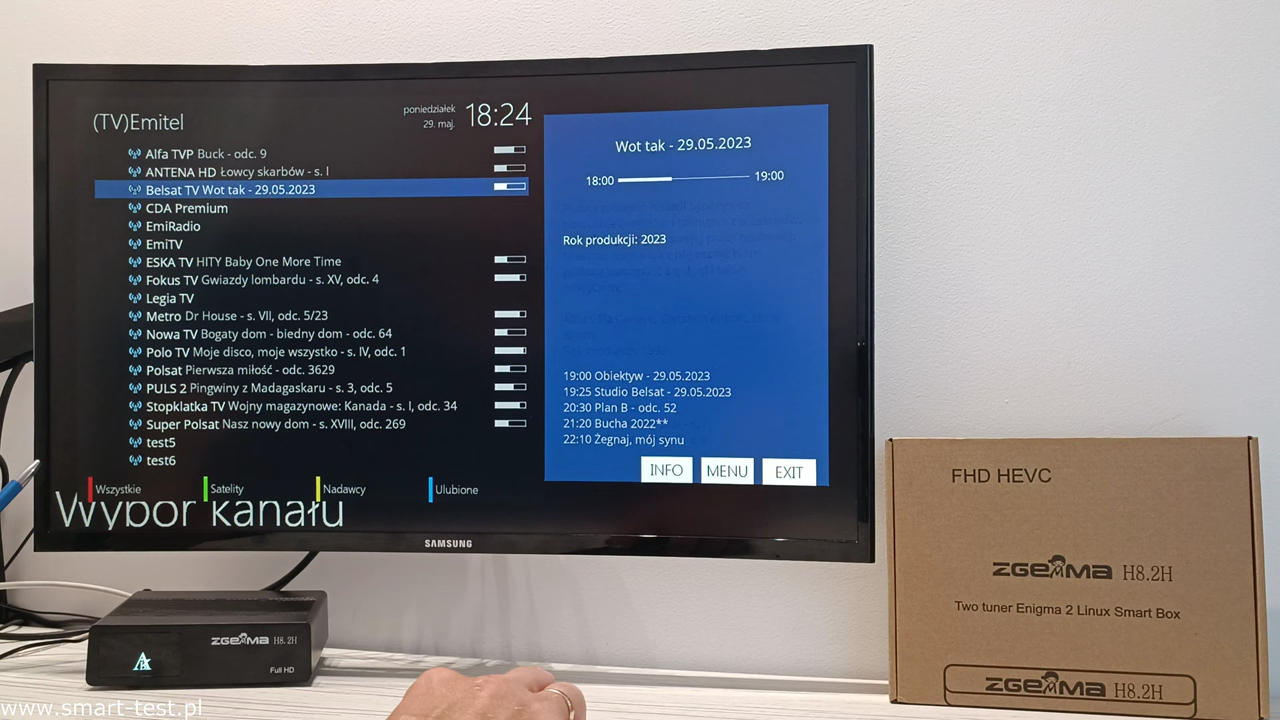 (TV)Emitel
poniedziałek
29. maj.
18:24
Alfa TVP Buck - odc. 9
ANTENA HD Łowcy skarbów - s. I
Belsat TV Wot tak - 29.05.2023
CDA Premium
EmiRadio
EmiTV
ESKA TV HITY Baby One More Time
Fokus TV Gwiazdy lombardu - s. XV, odc. 4
Legia TV
Metro Dr House - s. VII, odc. 5/23
Nowa TV Bogaty dom - biedny dom - odc. 64
Polo TV Moje disco, moje wszystko - s. IV, odc. 1
Polsat Pierwsza miłość - odc. 3629
PULS 2 Pingwiny z Madagaskaru - s. 3, odc. 5
Stopklatka TV Wojny magazynowe: Kanada - s. I, odc. 34
Super Polsat Nasz nowy dom - s. XVIII, odc. 269
test5
test6
Wszystkie
Satelity
Nadawcy
Ulubione
Wybór kanału
Wot tak - 29.05.2023
18:00
19:00
Rok produkcji: 2023
19:00 Obiektyw - 29.05.2023
19:25 Studio Belsat - 29.05.2023
20:30 Plan B - odc. 52
21:20 Bucha 2022**
22:10 Żegnaj, mój synu
INFO
MENU
EXIT
SAMSUNG
ZGEMMA H8.2H
Full HD
FHD HEVC
ZGEMMA H8.2H
Two tuner Enigma 2 Linux Smart Box
ZGEMMA H8.2H
www.smart-test.pl